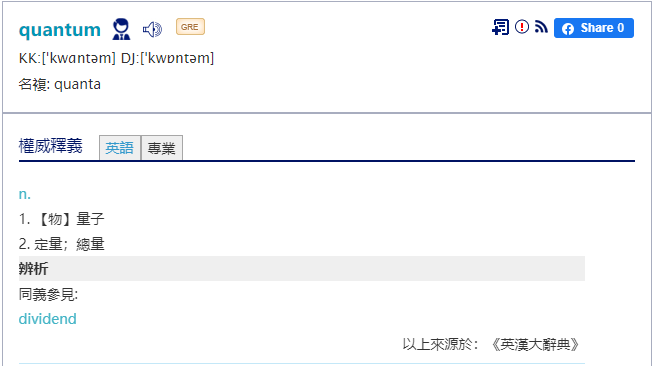 quantum GRE Share 0
KK:[ˈkwɑntəm] DJ:[ˈkwɒntəm]
名複: quanta
權威釋義 英語 專業
n.
1. 【物】量子
2. 定量；總量
辨析
同義參見:
dividend
以上來源於：《英漢大辭典》